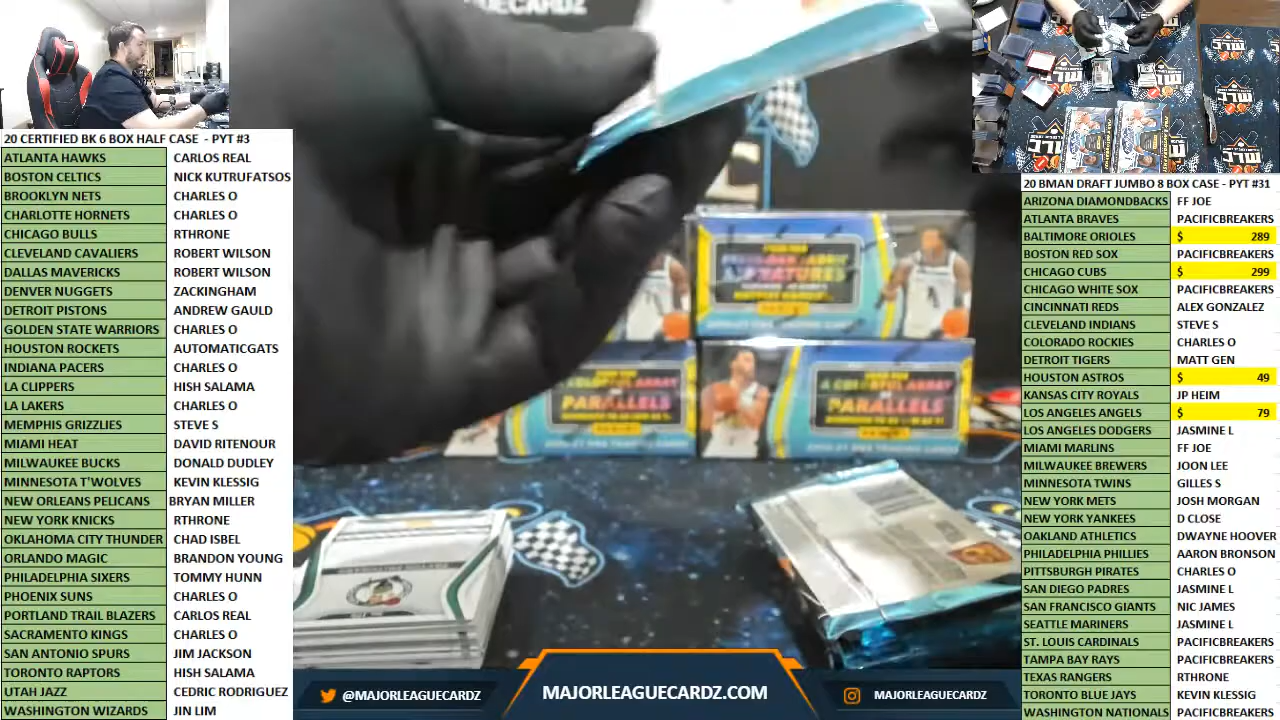 GUECARDZ
20 CERTIFIED BK 6 BOX HALF CASE - PYT #3
ATLANTA HAWKS CARLOS REAL
BOSTON CELTICS NICK KUTRUFATSOS
BROOKLYN NETS CHARLES O
CHARLOTTE HORNETS CHARLES O
CHICAGO BULLS RTHRONE
CLEVELAND CAVALIERS ROBERT WILSON
DALLAS MAVERICKS ROBERT WILSON
DENVER NUGGETS ZACKINGHAM
DETROIT PISTONS ANDREW GAULD
GOLDEN STATE WARRIORS CHARLES O
HOUSTON ROCKETS AUTOMATICGATS
INDIANA PACERS CHARLES O
LA CLIPPERS HISH SALAMA
LA LAKERS CHARLES O
MEMPHIS GRIZZLIES STEVE S
MIAMI HEAT DAVID RITENOUR
MILWAUKEE BUCKS DONALD DUDLEY
MINNESOTA T'WOLVES KEVIN KLESSIG
NEW ORLEANS PELICANS BRYAN MILLER
NEW YORK KNICKS RTHRONE
OKLAHOMA CITY THUNDER CHAD ISBEL
ORLANDO MAGIC BRANDON YOUNG
PHILADELPHIA SIXERS TOMMY HUNN
PHOENIX SUNS CHARLES O
PORTLAND TRAIL BLAZERS CARLOS REAL
SACRAMENTO KINGS CHARLES O
SAN ANTONIO SPURS JIM JACKSON
TORONTO RAPTORS HISH SALAMA
UTAH JAZZ CEDRIC RODRIGUEZ
WASHINGTON WIZARDS JIN LIM
A COLORFUL ARRAY
PARALLELS
PARALLELS
@MAJORLEAGUECARDZ
MAJORLEAGUECARDZ.COM
MAJORLEAGUECARDZ
20 BMAN DRAFT JUMBO 8 BOX CASE - PYT #31
ARIZONA DIAMONDBACKS FF JOE
ATLANTA BRAVES PACIFICBREAKERS
BALTIMORE ORIOLES $ 289
BOSTON RED SOX PACIFICBREAKERS
CHICAGO CUBS $ 299
CHICAGO WHITE SOX PACIFICBREAKERS
CINCINNATI REDS ALEX GONZALEZ
CLEVELAND INDIANS STEVE S
COLORADO ROCKIES CHARLES O
DETROIT TIGERS MATT GEN
HOUSTON ASTROS $ 49
KANSAS CITY ROYALS JP HEIM
LOS ANGELES ANGELS $ 79
LOS ANGELES DODGERS JASMINE L
MIAMI MARLINS FF JOE
MILWAUKEE BREWERS JOON LEE
MINNESOTA TWINS GILLES S
NEW YORK METS JOSH MORGAN
NEW YORK YANKEES D CLOSE
OAKLAND ATHLETICS DWAYNE HOOVER
PHILADELPHIA PHILLIES AARON BRONSON
PITTSBURGH PIRATES CHARLES O
SAN DIEGO PADRES JASMINE L
SAN FRANCISCO GIANTS NIC JAMES
SEATTLE MARINERS JASMINE L
ST. LOUIS CARDINALS PACIFICBREAKERS
TAMPA BAY RAYS PACIFICBREAKERS
TEXAS RANGERS RTHRONE
TORONTO BLUE JAYS KEVIN KLESSIG
WASHINGTON NATIONALS PACIFICBREAKERS